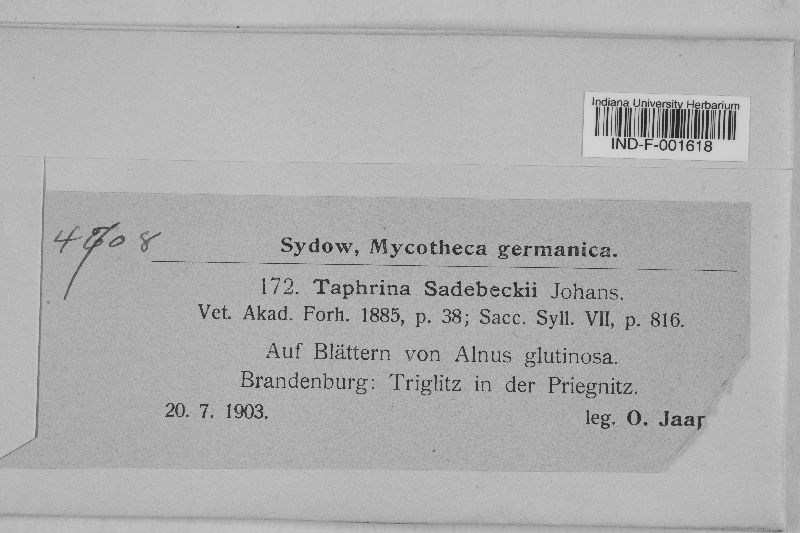 Indiana University Herbarium
IND-F-001618
Sydow, Mycotheca germanica.
172. Taphrina Sadebeckii Johans.
Vet. Akad. Forh. 1885, p. 38; Sacc. Syll. VII, p. 816.
Auf Blättern von Alnus glutinosa.
Brandenburg: Triglitz in der Priegnitz.
20. 7. 1903. leg. O. Jaap